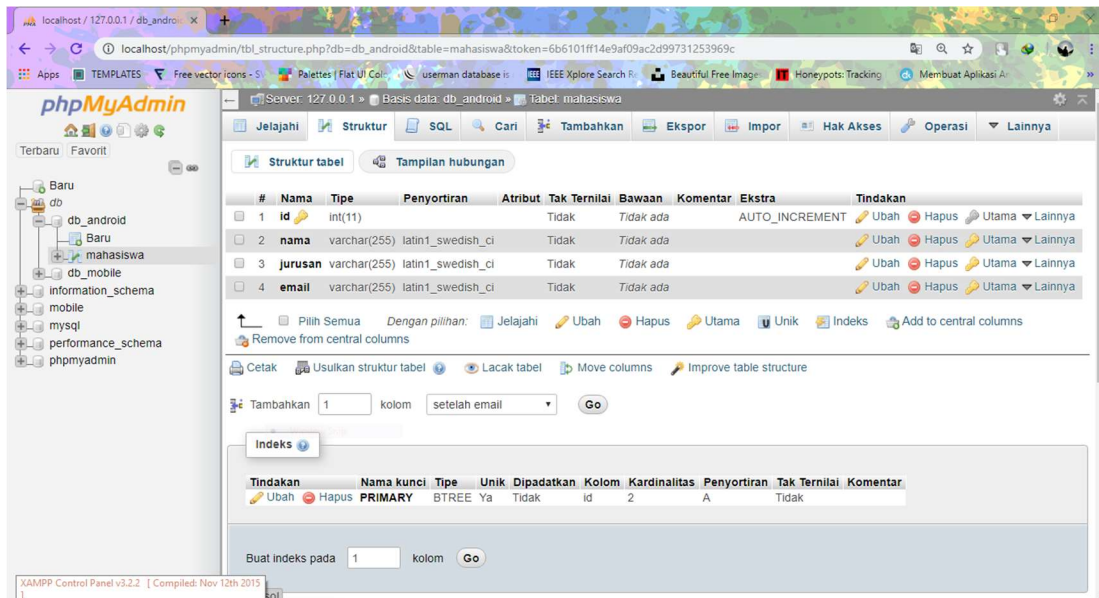 localhost / 127.0.0.1 / db_androi
localhost/phpmyadmin/tbl_structure.php?db=db_android&table=mahasiswa&token=6b6101ff14e9af09ac2d99731253969c
Apps TEMPLATES Free vector icons - S Palettes | Flat UI Col userman database is IEEE IEEE Xplore Search Re Beautiful Free Image Honeypots: Tracking Membuat Aplikasi A »
phpMyAdmin
Terbaru Favorit
Baru
db
db_android
Baru
mahasiswa
db_mobile
information_schema
mobile
mysql
performance_schema
phpmyadmin
Server: 127.0.0.1 » Basis data: db_android » Tabel: mahasiswa
Jelajahi Struktur SQL Cari Tambahkan Ekspor Impor Hak Akses Operasi Lainnya
Struktur tabel Tampilan hubungan
# Nama Tipe Penyortiran Atribut Tak Ternilai Bawaan Komentar Ekstra Tindakan
1 id int(11) Tidak Tidak ada AUTO_INCREMENT Ubah Hapus Utama Lainnya
2 nama varchar(255) latin1_swedish_ci Tidak Tidak ada Ubah Hapus Utama Lainnya
3 jurusan varchar(255) latin1_swedish_ci Tidak Tidak ada Ubah Hapus Utama Lainnya
4 email varchar(255) latin1_swedish_ci Tidak Tidak ada Ubah Hapus Utama Lainnya
Pilih Semua Dengan pilihan: Jelajahi Ubah Hapus Utama Unik Indeks Add to central columns
Remove from central columns
Cetak Usulkan struktur tabel Lacak tabel Move columns Improve table structure
Tambahkan 1 kolom setelah email Go
Indeks
Tindakan Nama kunci Tipe Unik Dipadatkan Kolom Kardinalitas Penyortiran Tak Ternilai Komentar
Ubah Hapus PRIMARY BTREE Ya Tidak id 2 A Tidak
Buat indeks pada 1 kolom Go
XAMPP Control Panel v3.2.2 [ Compiled: Nov 12th 2015
]